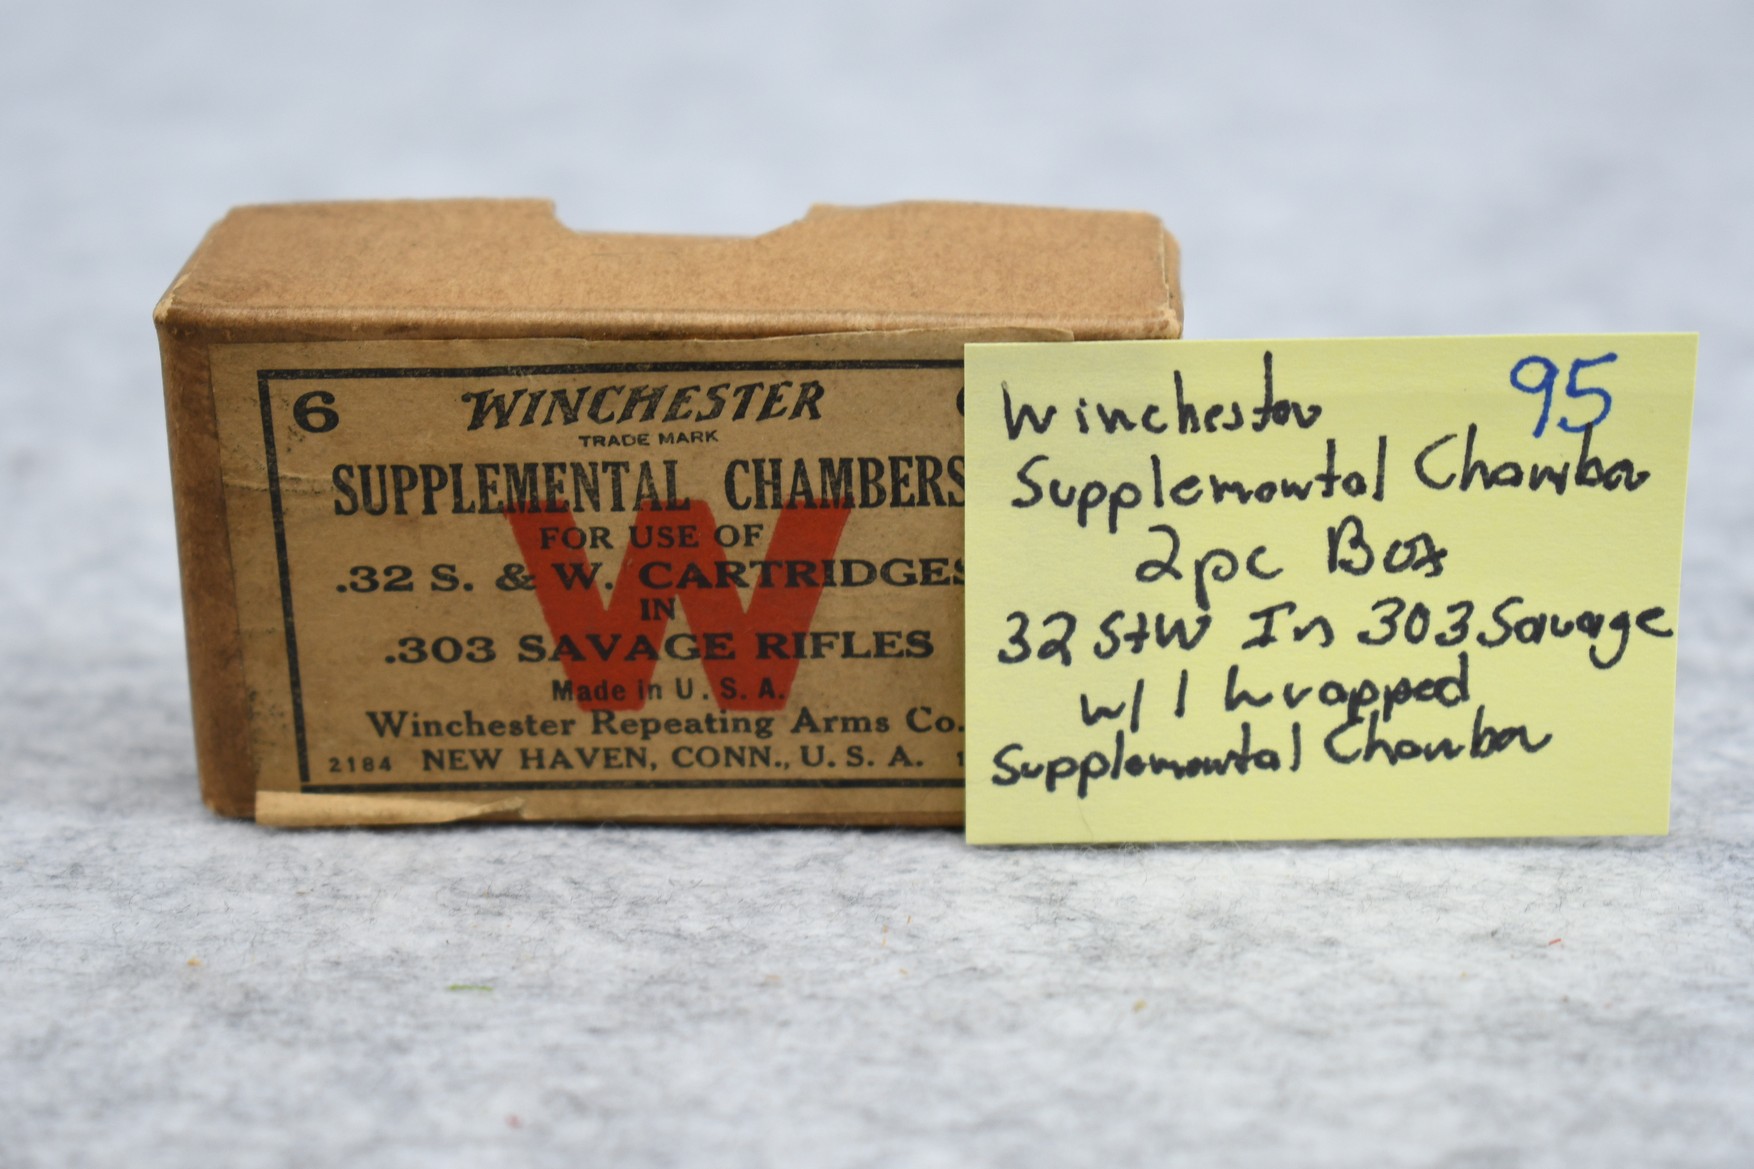 6 WINCHESTER
TRADE MARK
SUPPLEMENTAL CHAMBERS
FOR USE OF
.32 S. & W. CARTRIDGES
IN
.303 SAVAGE RIFLES
Made in U.S.A.
Winchester Repeating Arms Co.
2184 NEW HAVEN, CONN., U.S.A.
W
95
Winchester
Supplemental Chamber
2pc Box
32 S+W In 303 Savage
w/ 1 wrapped
Supplemental Chamber